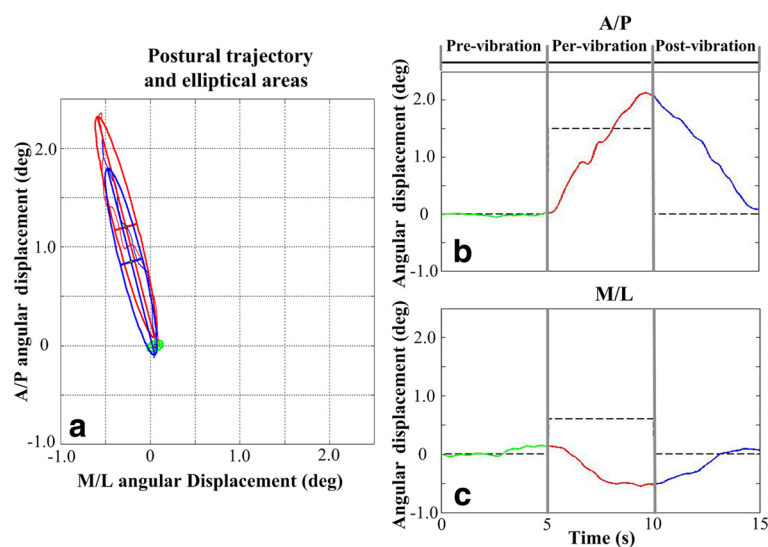 Postural trajectory
and elliptical areas
A/P angular displacement (deg)
2.0
1.0
0
-1.0
a
-1.0
0
1.0
2.0
M/L angular Displacement (deg)
A/P
Pre-vibration
Per-vibration
Post-vibration
Angular displacement (deg)
2.0
1.0
0
-1.0
b
M/L
Angular displacement (deg)
2.0
1.0
0
-1.0
c
0
5
10
15
Time (s)